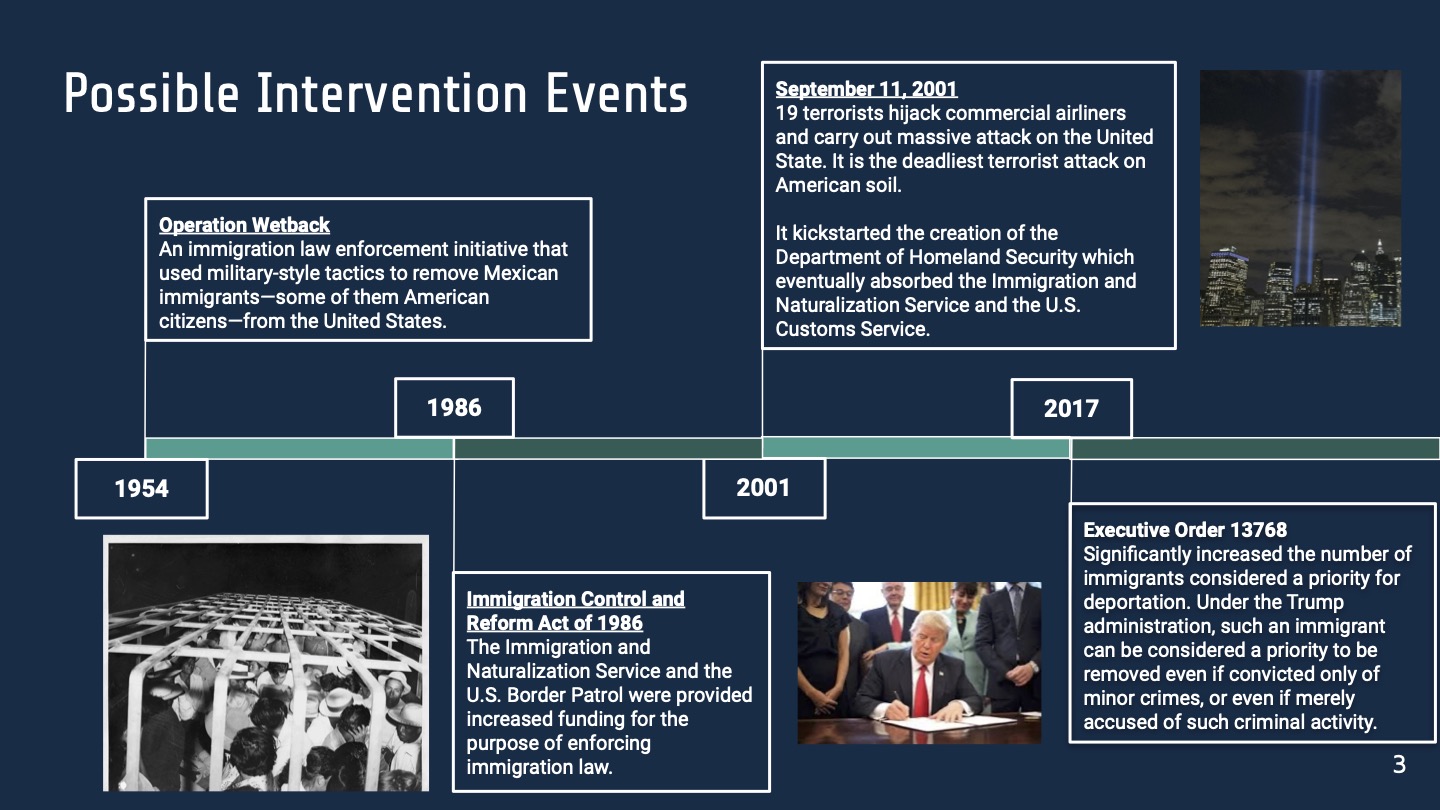 Possible Intervention Events
September 11, 2001
19 terrorists hijack commercial airliners
and carry out massive attack on the United
State. It is the deadliest terrorist attack on
American soil.
It kickstarted the creation of the
Department of Homeland Security which
eventually absorbed the Immigration and
Naturalization Service and the U.S.
Customs Service.
Operation Wetback
An immigration law enforcement initiative that
used military-style tactics to remove Mexican
immigrants—some of them American
citizens—from the United States.
1986
2017
1954
2001
Immigration Control and
Reform Act of 1986
The Immigration and
Naturalization Service and the
U.S. Border Patrol were provided
increased funding for the
purpose of enforcing
immigration law.
Executive Order 13768
Significantly increased the number of
immigrants considered a priority for
deportation. Under the Trump
administration, such an immigrant
can be considered a priority to be
removed even if convicted only of
minor crimes, or even if merely
accused of such criminal activity.
3